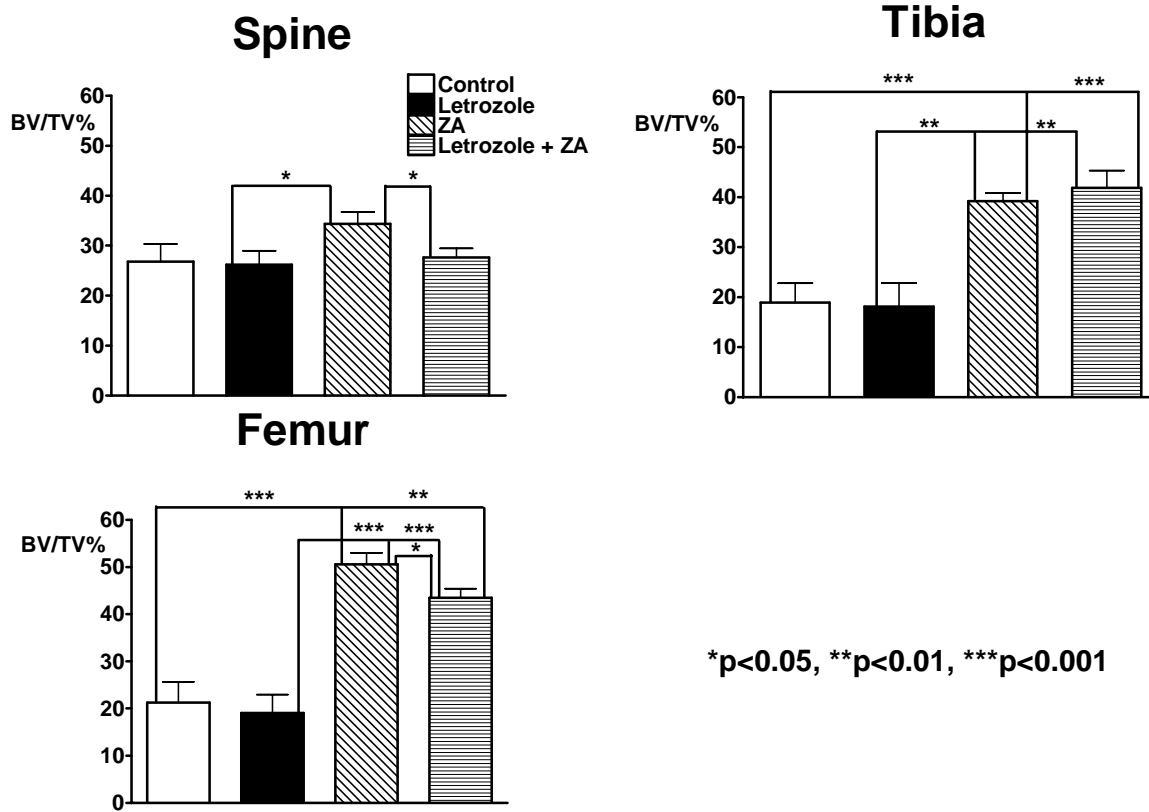 Spine
Control
Letrozole
ZA
Letrozole + ZA
BV/TV%
60
50
40
30
20
10
0
*
*
Tibia
BV/TV%
60
50
40
30
20
10
0
***
***
**
**
Femur
BV/TV%
60
50
40
30
20
10
0
***
**
***
***
*
*p<0.05, **p<0.01, ***p<0.001